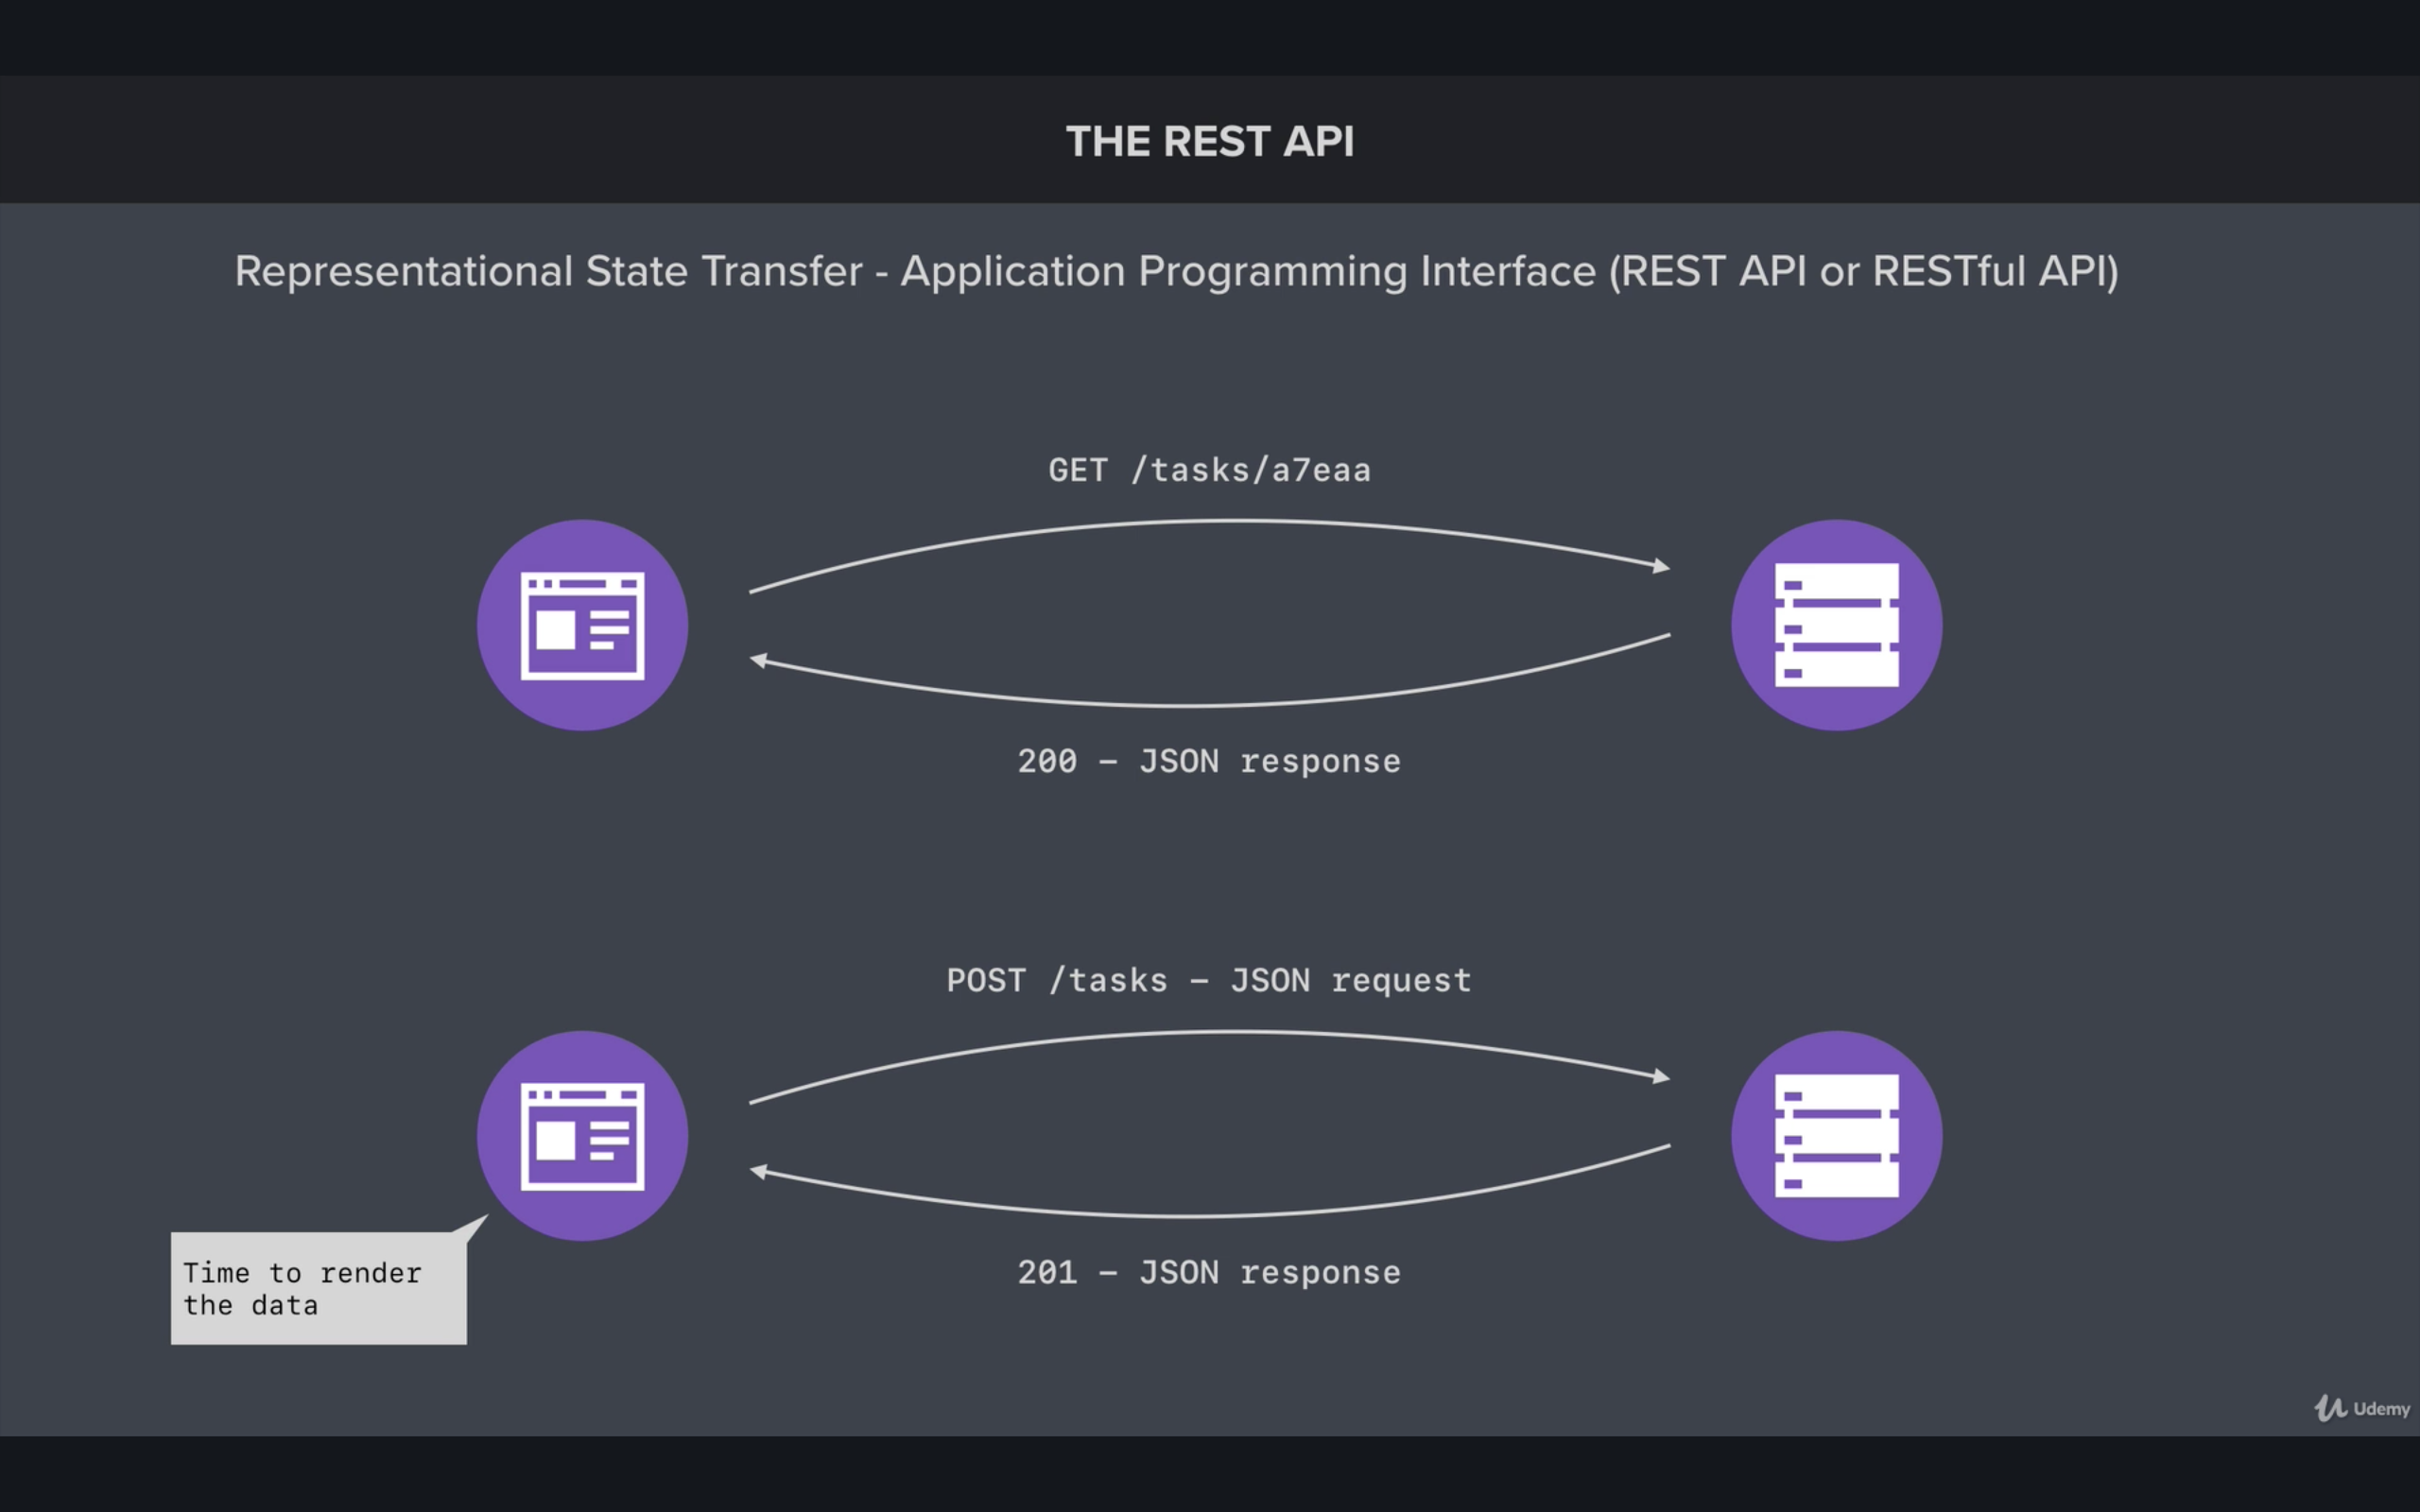 THE REST API
Representational State Transfer - Application Programming Interface (REST API or RESTful API)
GET /tasks/a7eaa
200 – JSON response
POST /tasks – JSON request
201 – JSON response
Time to render
the data
Udemy